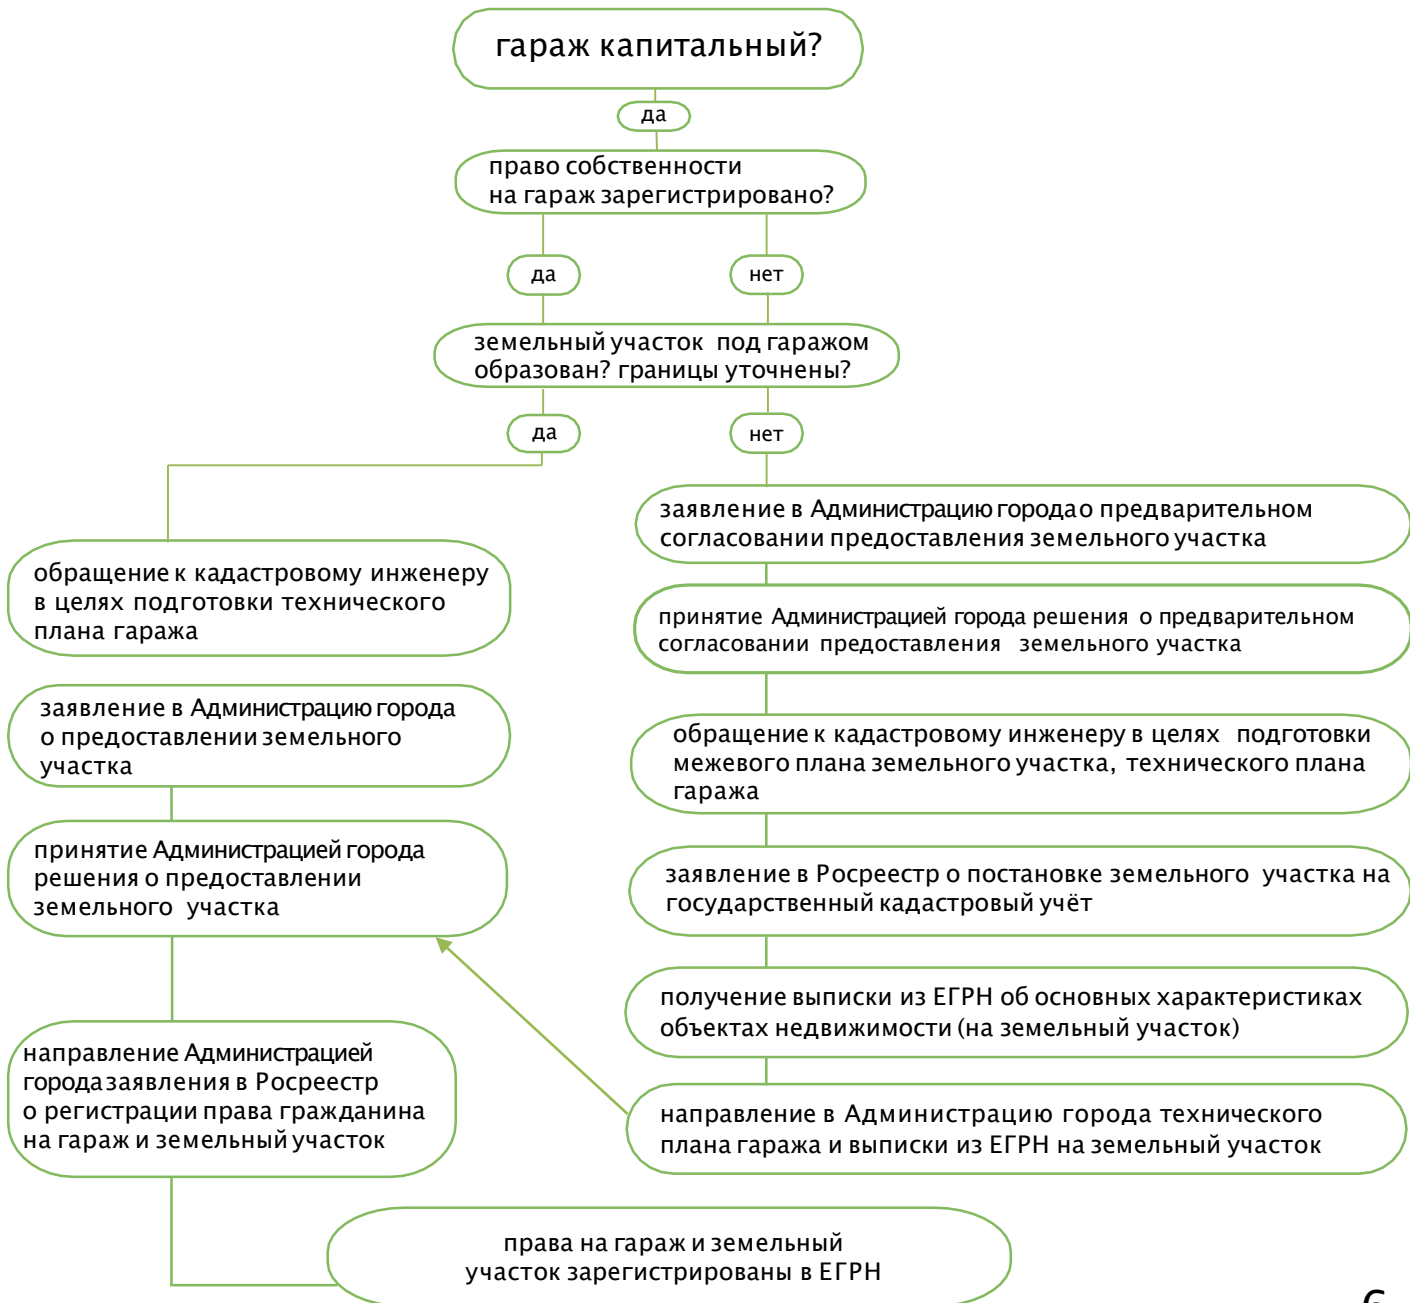 гараж капитальный?
да
право собственности
на гараж зарегистрировано?
да
нет
земельный участок под гаражом
образован? границы уточнены?
да
нет
обращение к кадастровому инженеру
в целях подготовки технического
плана гаража
заявление в Администрацию города
о предоставлении земельного
участка
принятие Администрацией города
решения о предоставлении
земельного участка
направление Администрацией
города заявления в Росреестр
о регистрации права гражданина
на гараж и земельный участок
заявление в Администрацию города о предварительном
согласовании предоставления земельного участка
принятие Администрацией города решения о предварительном
согласовании предоставления земельного участка
обращение к кадастровому инженеру в целях подготовки
межевого плана земельного участка, технического плана
гаража
заявление в Росреестр о постановке земельного участка на
государственный кадастровый учёт
получение выписки из ЕГРН об основных характеристиках
объектах недвижимости (на земельный участок)
направление в Администрацию города технического
плана гаража и выписки из ЕГРН на земельный участок
права на гараж и земельный
участок зарегистрированы в ЕГРН